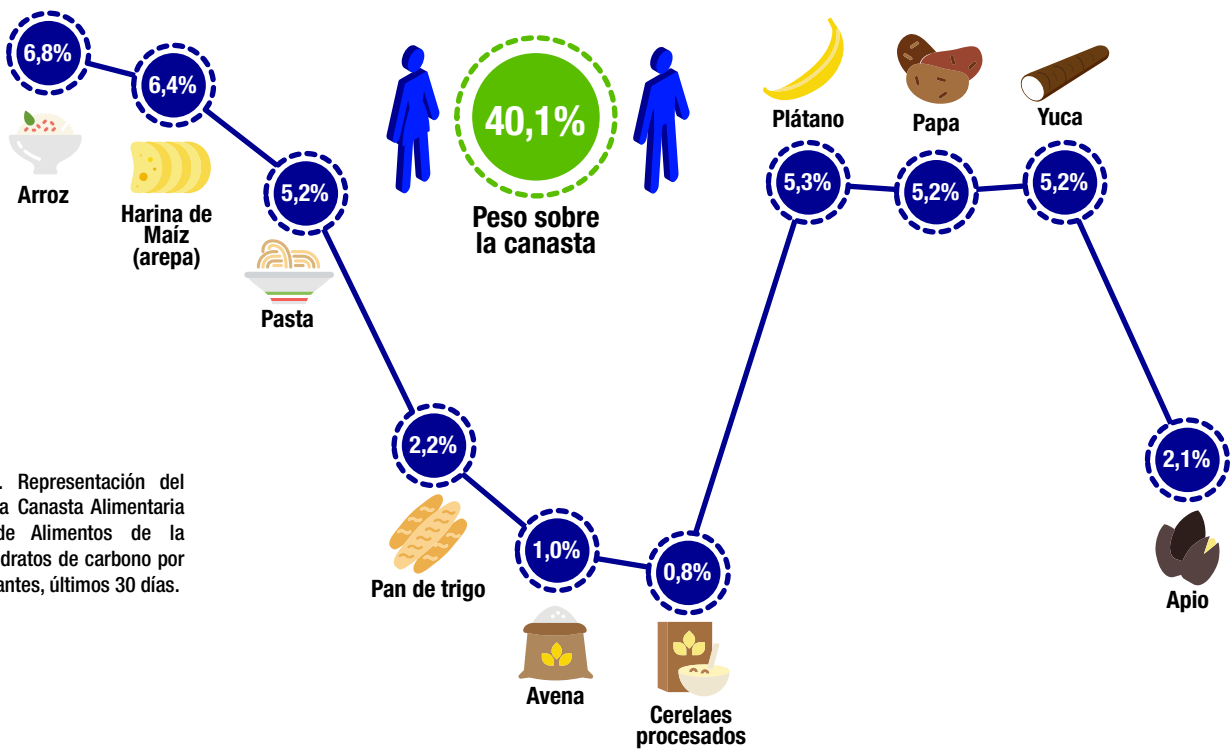 6,8%
Arroz
6,4%
Harina de
Maíz
(arepa)
5,2%
Pasta
40,1%
Peso sobre
la canasta
2,2%
Pan de trigo
1,0%
Avena
0,8%
Cerelaes
procesados
Plátano
5,3%
Papa
5,2%
Yuca
5,2%
2,1%
Apio
. Representación del
a Canasta Alimentaria
de Alimentos de la
dratos de carbono por
antes, últimos 30 días.